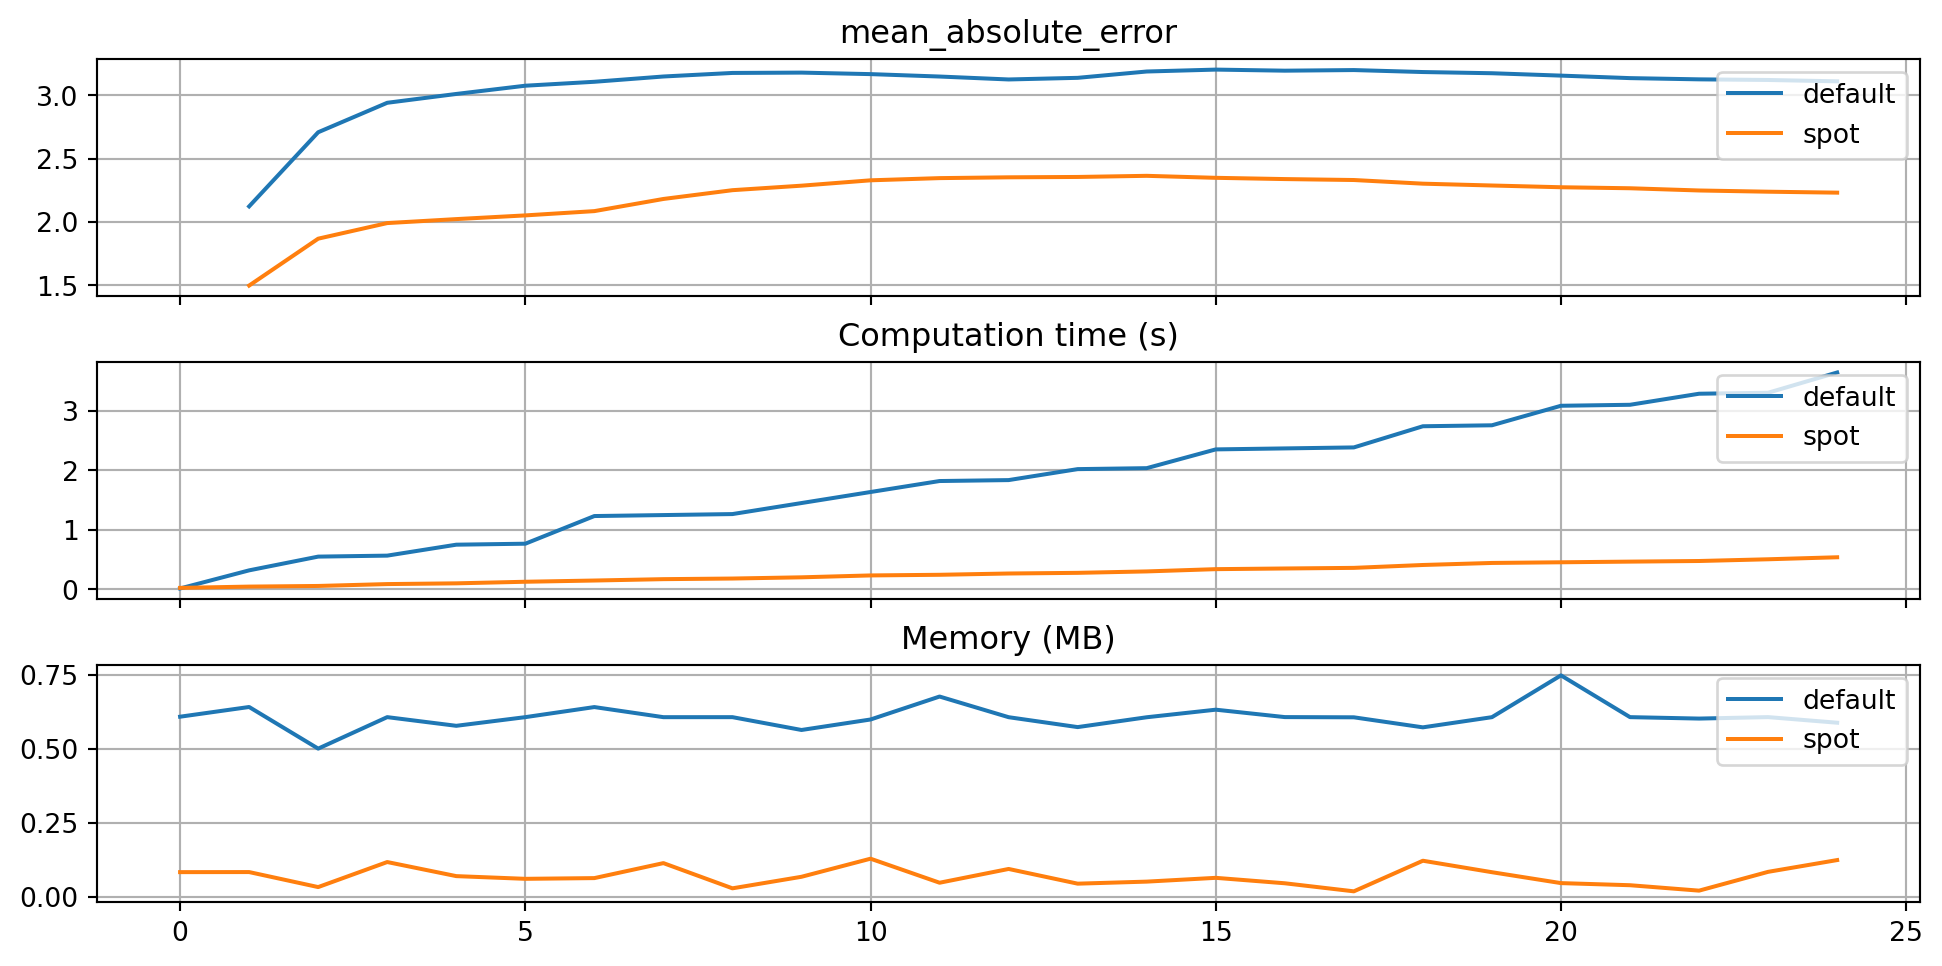 mean_absolute_error
3.0
2.5
2.0
1.5
default
spot
Computation time (s)
3
2
1
0
default
spot
Memory (MB)
0.75
0.50
0.25
0.00
default
spot
0 5 10 15 20 25